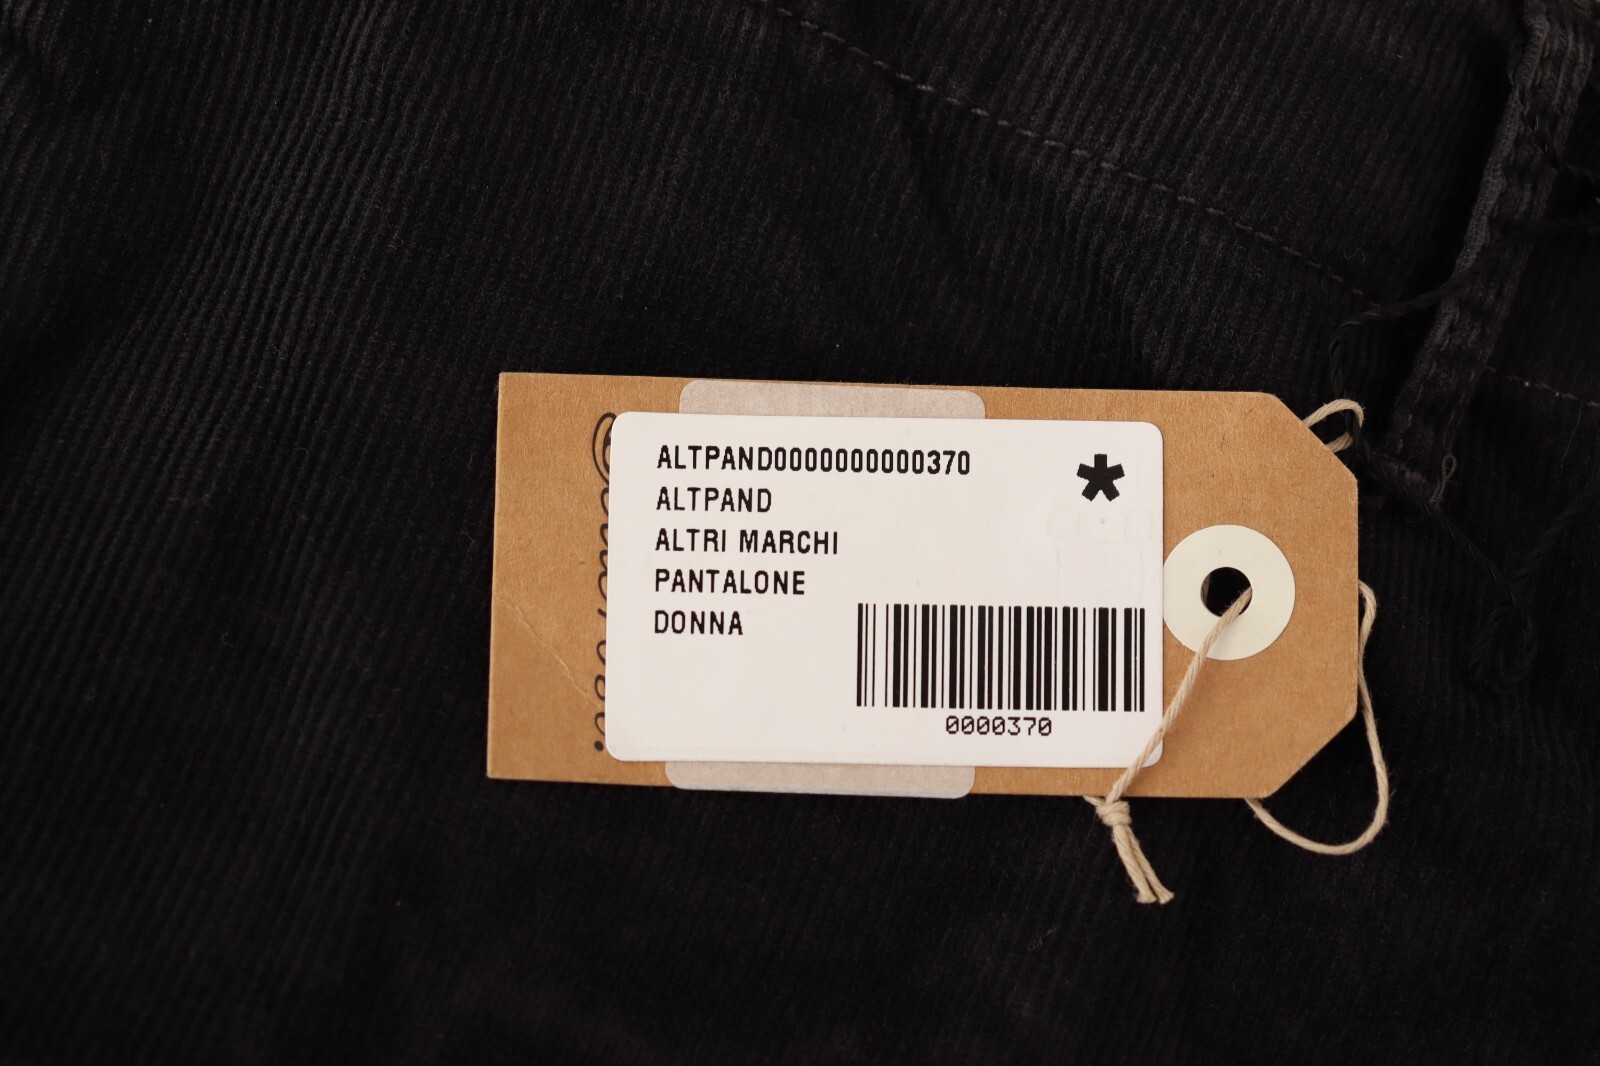 ALTPAND0000000000370
ALTPAND
ALTRI MARCHI
PANTALONE
DONNA
0000370